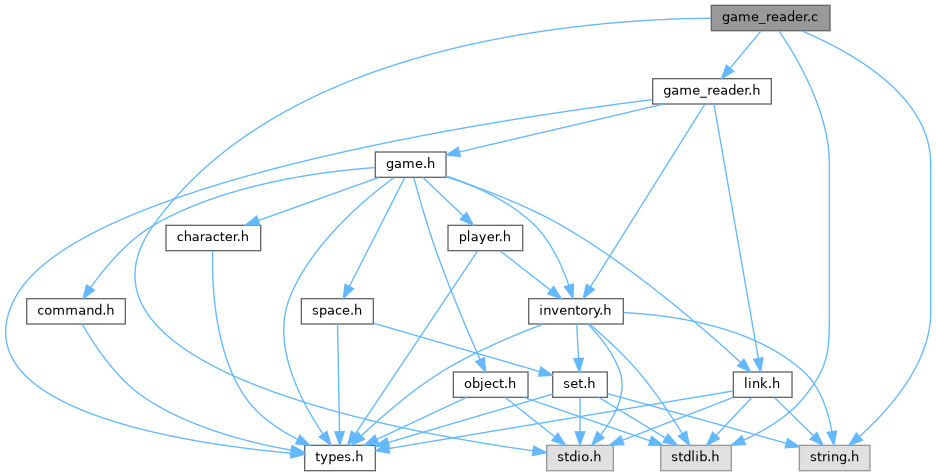 game_reader.c
game_reader.h
game.h
character.h
player.h
command.h
space.h
inventory.h
object.h
set.h
link.h
types.h
stdio.h
stdlib.h
string.h